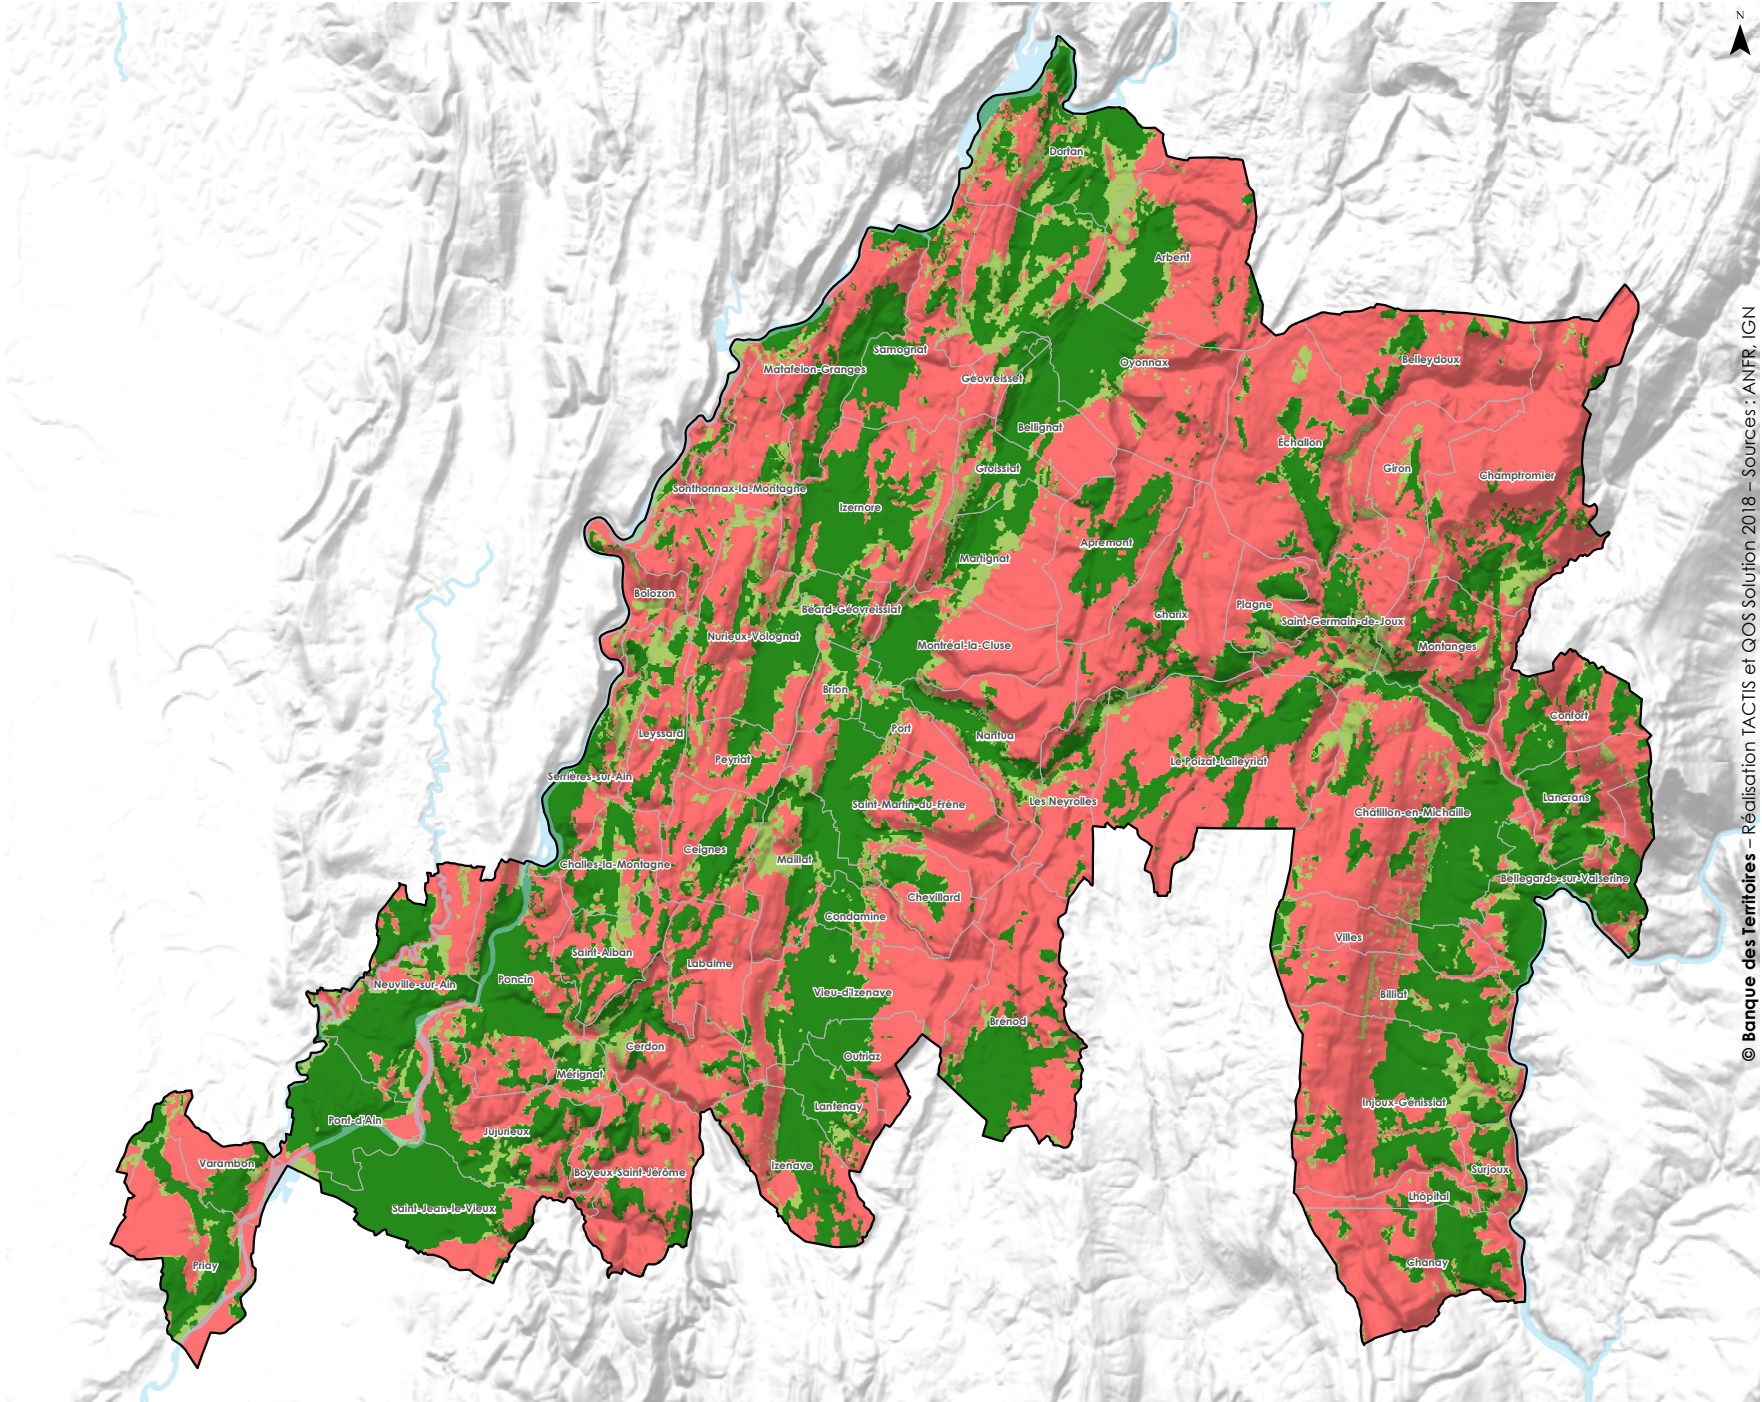 N
Dortan
Arbent
Samognat
Matafelon-Granges
Géovreisset
Oyonnax
Belleydoux
Bellignat
Échallon
Groissiat
Giron
Champfromier
Sonthonnax-la-Montagne
Izernore
Apremont
Martignat
Bolozon
Béard-Géovreissiat
Plagne
Charix
Saint-Germain-de-Joux
Nurieux-Volognat
Montréal-la-Cluse
Montanges
Brion
Confort
Leyssard
Port
Nantua
Peyriat
Le Poizat-Lalleyriat
Serrières-sur-Ain
Saint-Martin-du-Frêne
Les Neyrolles
Lancrans
Châtillon-en-Michaille
Ceignes
Challes-la-Montagne
Maillat
Bellegarde-sur-Valserine
Chevillard
Condamine
Villes
Saint-Alban
Labalme
Neuville-sur-Ain
Poncin
Vieu-d'Izenave
Billiat
Brénod
Cerdon
Outriaz
Mérignat
Injoux-Génissiat
Lantenay
Pont-d'Ain
Jujurieux
Varambon
Izenave
Boyeux-Saint-Jérôme
Surjoux
Lhôpital
Saint-Jean-le-Vieux
Priay
Chanay
© Banque des Territoires – Réalisation TACTIS et QOS Solution 2018 – Sources : ANFR, IGN